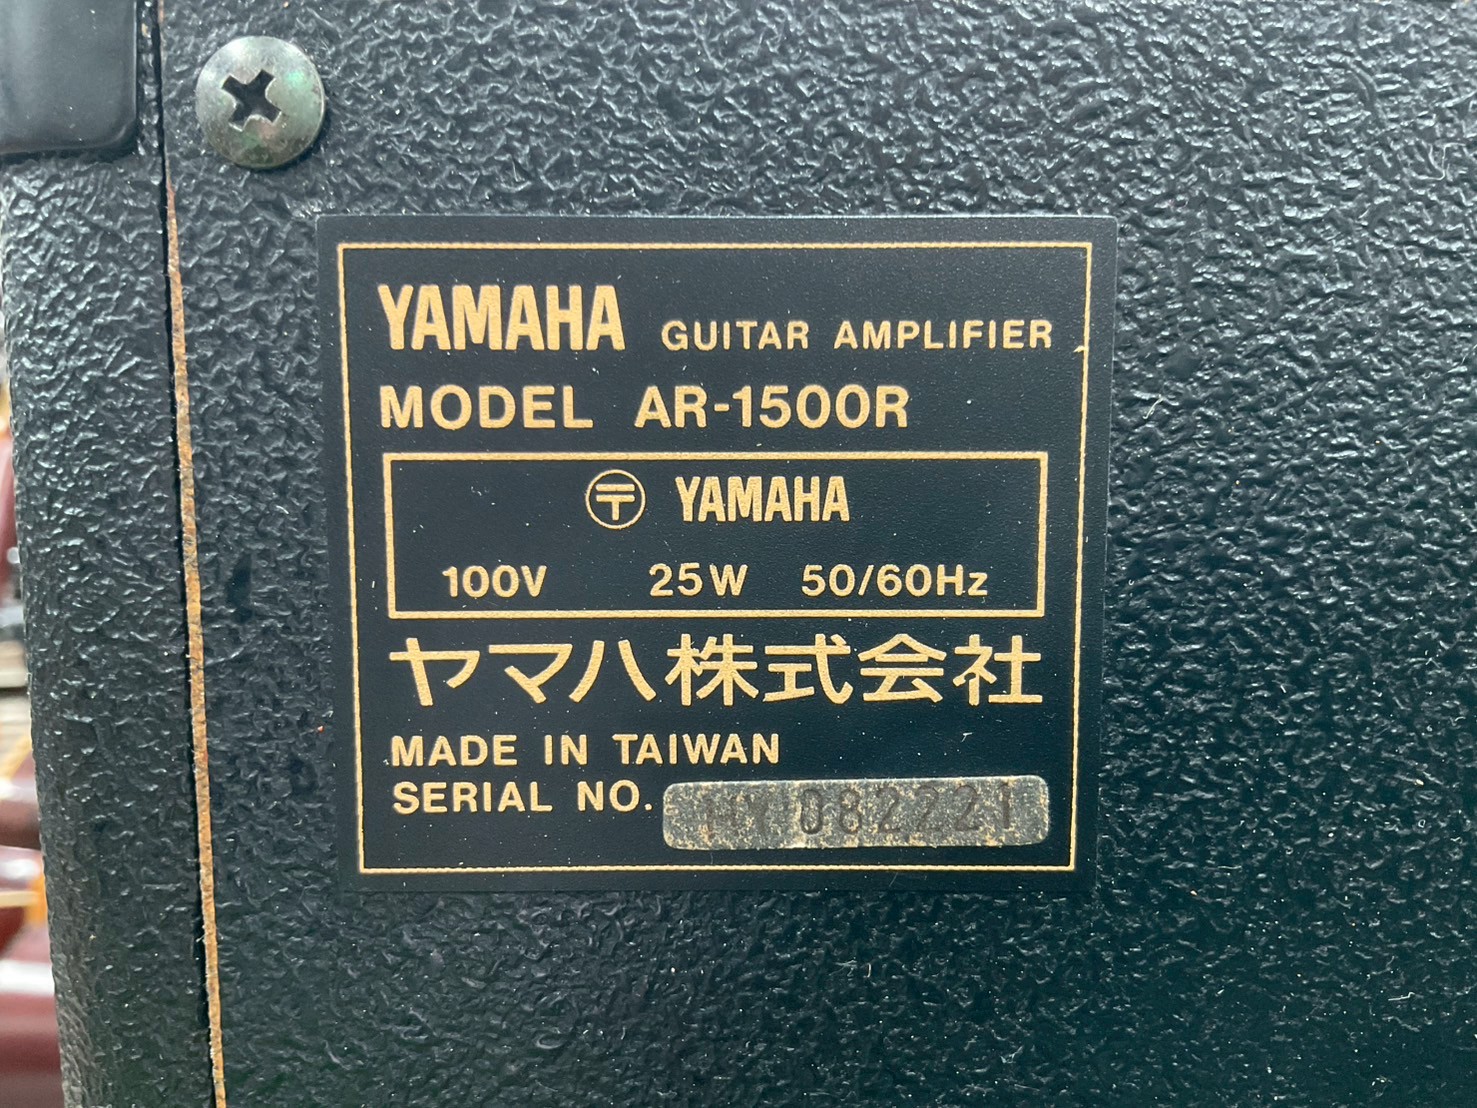 YAMAHA GUITAR AMPLIFIER
MODEL AR-1500R
〒 YAMAHA
100V 25W 50/60Hz
ヤマハ株式会社
MADE IN TAIWAN
SERIAL NO. 082221